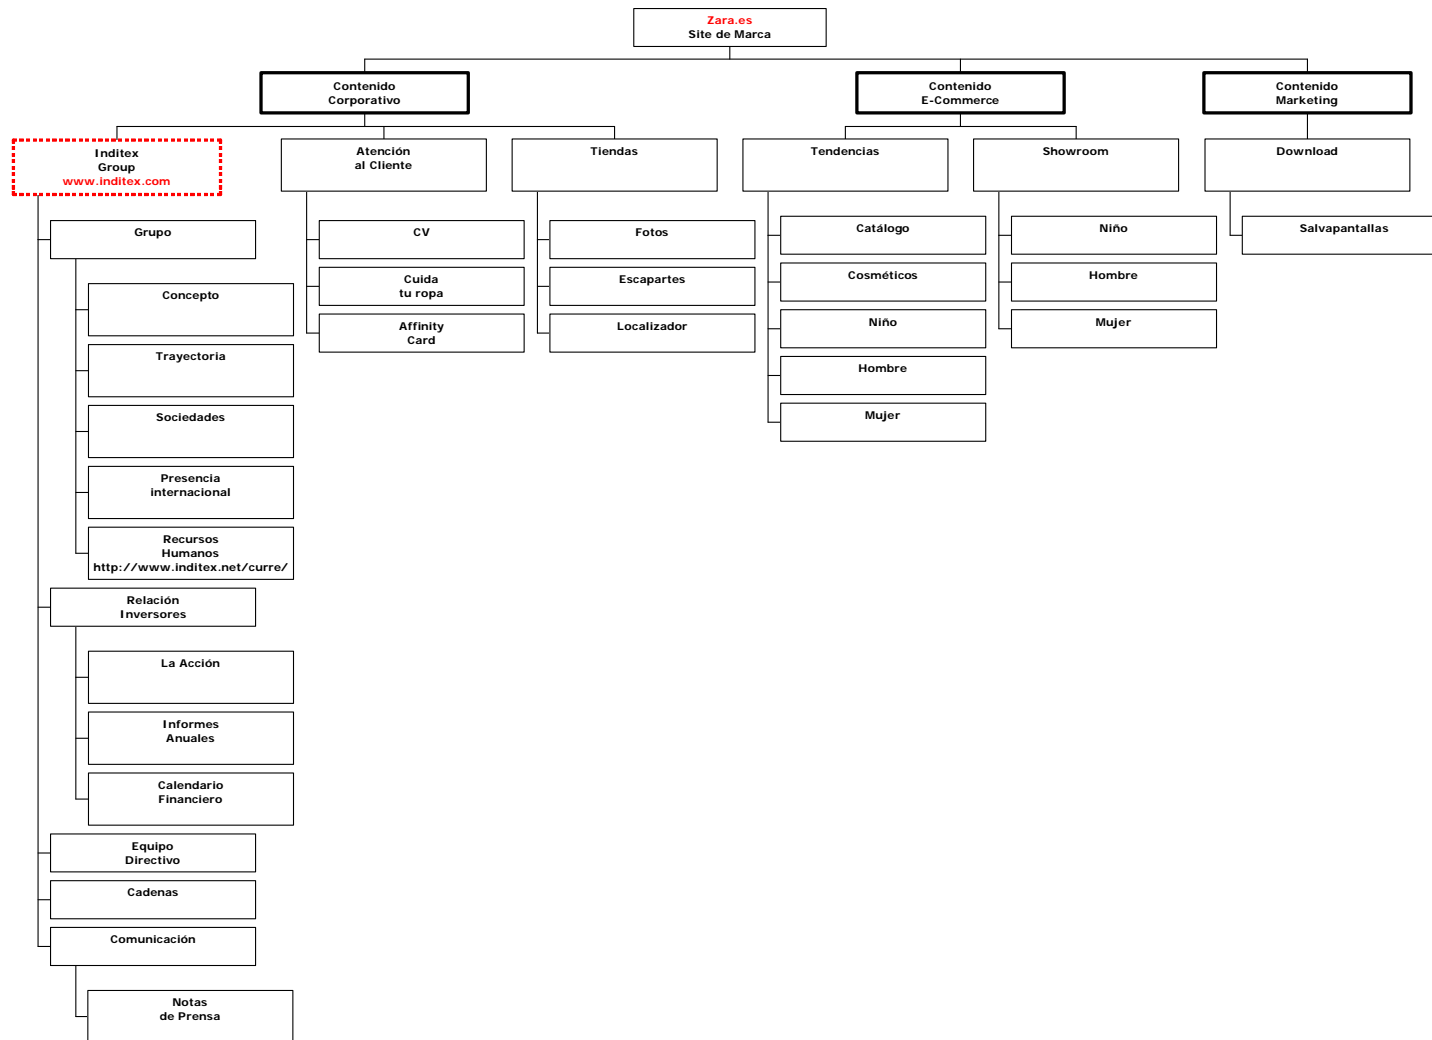 Zara.es
Site de Marca
Contenido
Corporativo
Contenido
E-Commerce
Contenido
Marketing
Inditex
Group
www.inditex.com
Atención
al Cliente
Tiendas
Tendencias
Showroom
Download
Grupo
Concepto
Trayectoria
Sociedades
Presencia
internacional
Recursos
Humanos
http://www.inditex.net/curre/
Relación
Inversores
La Acción
Informes
Anuales
Calendario
Financiero
Equipo
Directivo
Cadenas
Comunicación
Notas
de Prensa
CV
Cuida
tu ropa
Affinity
Card
Fotos
Escapartes
Localizador
Catálogo
Cosméticos
Niño
Hombre
Mujer
Niño
Hombre
Mujer
Salvapantallas